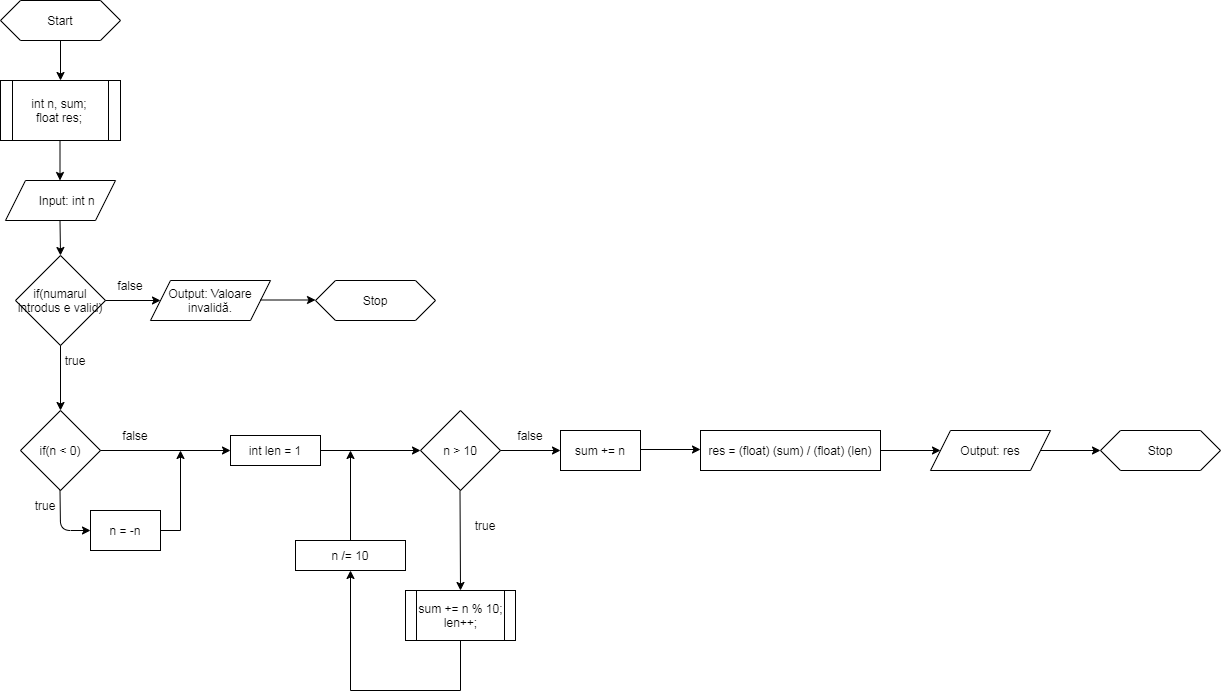 Start
int n, sum;
float res;
Input: int n
if(numarul
introdus e valid)
false
Output: Valoare
invalidă.
Stop
true
if(n < 0)
false
true
n = -n
int len = 1
n > 10
false
true
n /= 10
sum += n % 10;
len++;
sum += n
res = (float) (sum) / (float) (len)
Output: res
Stop